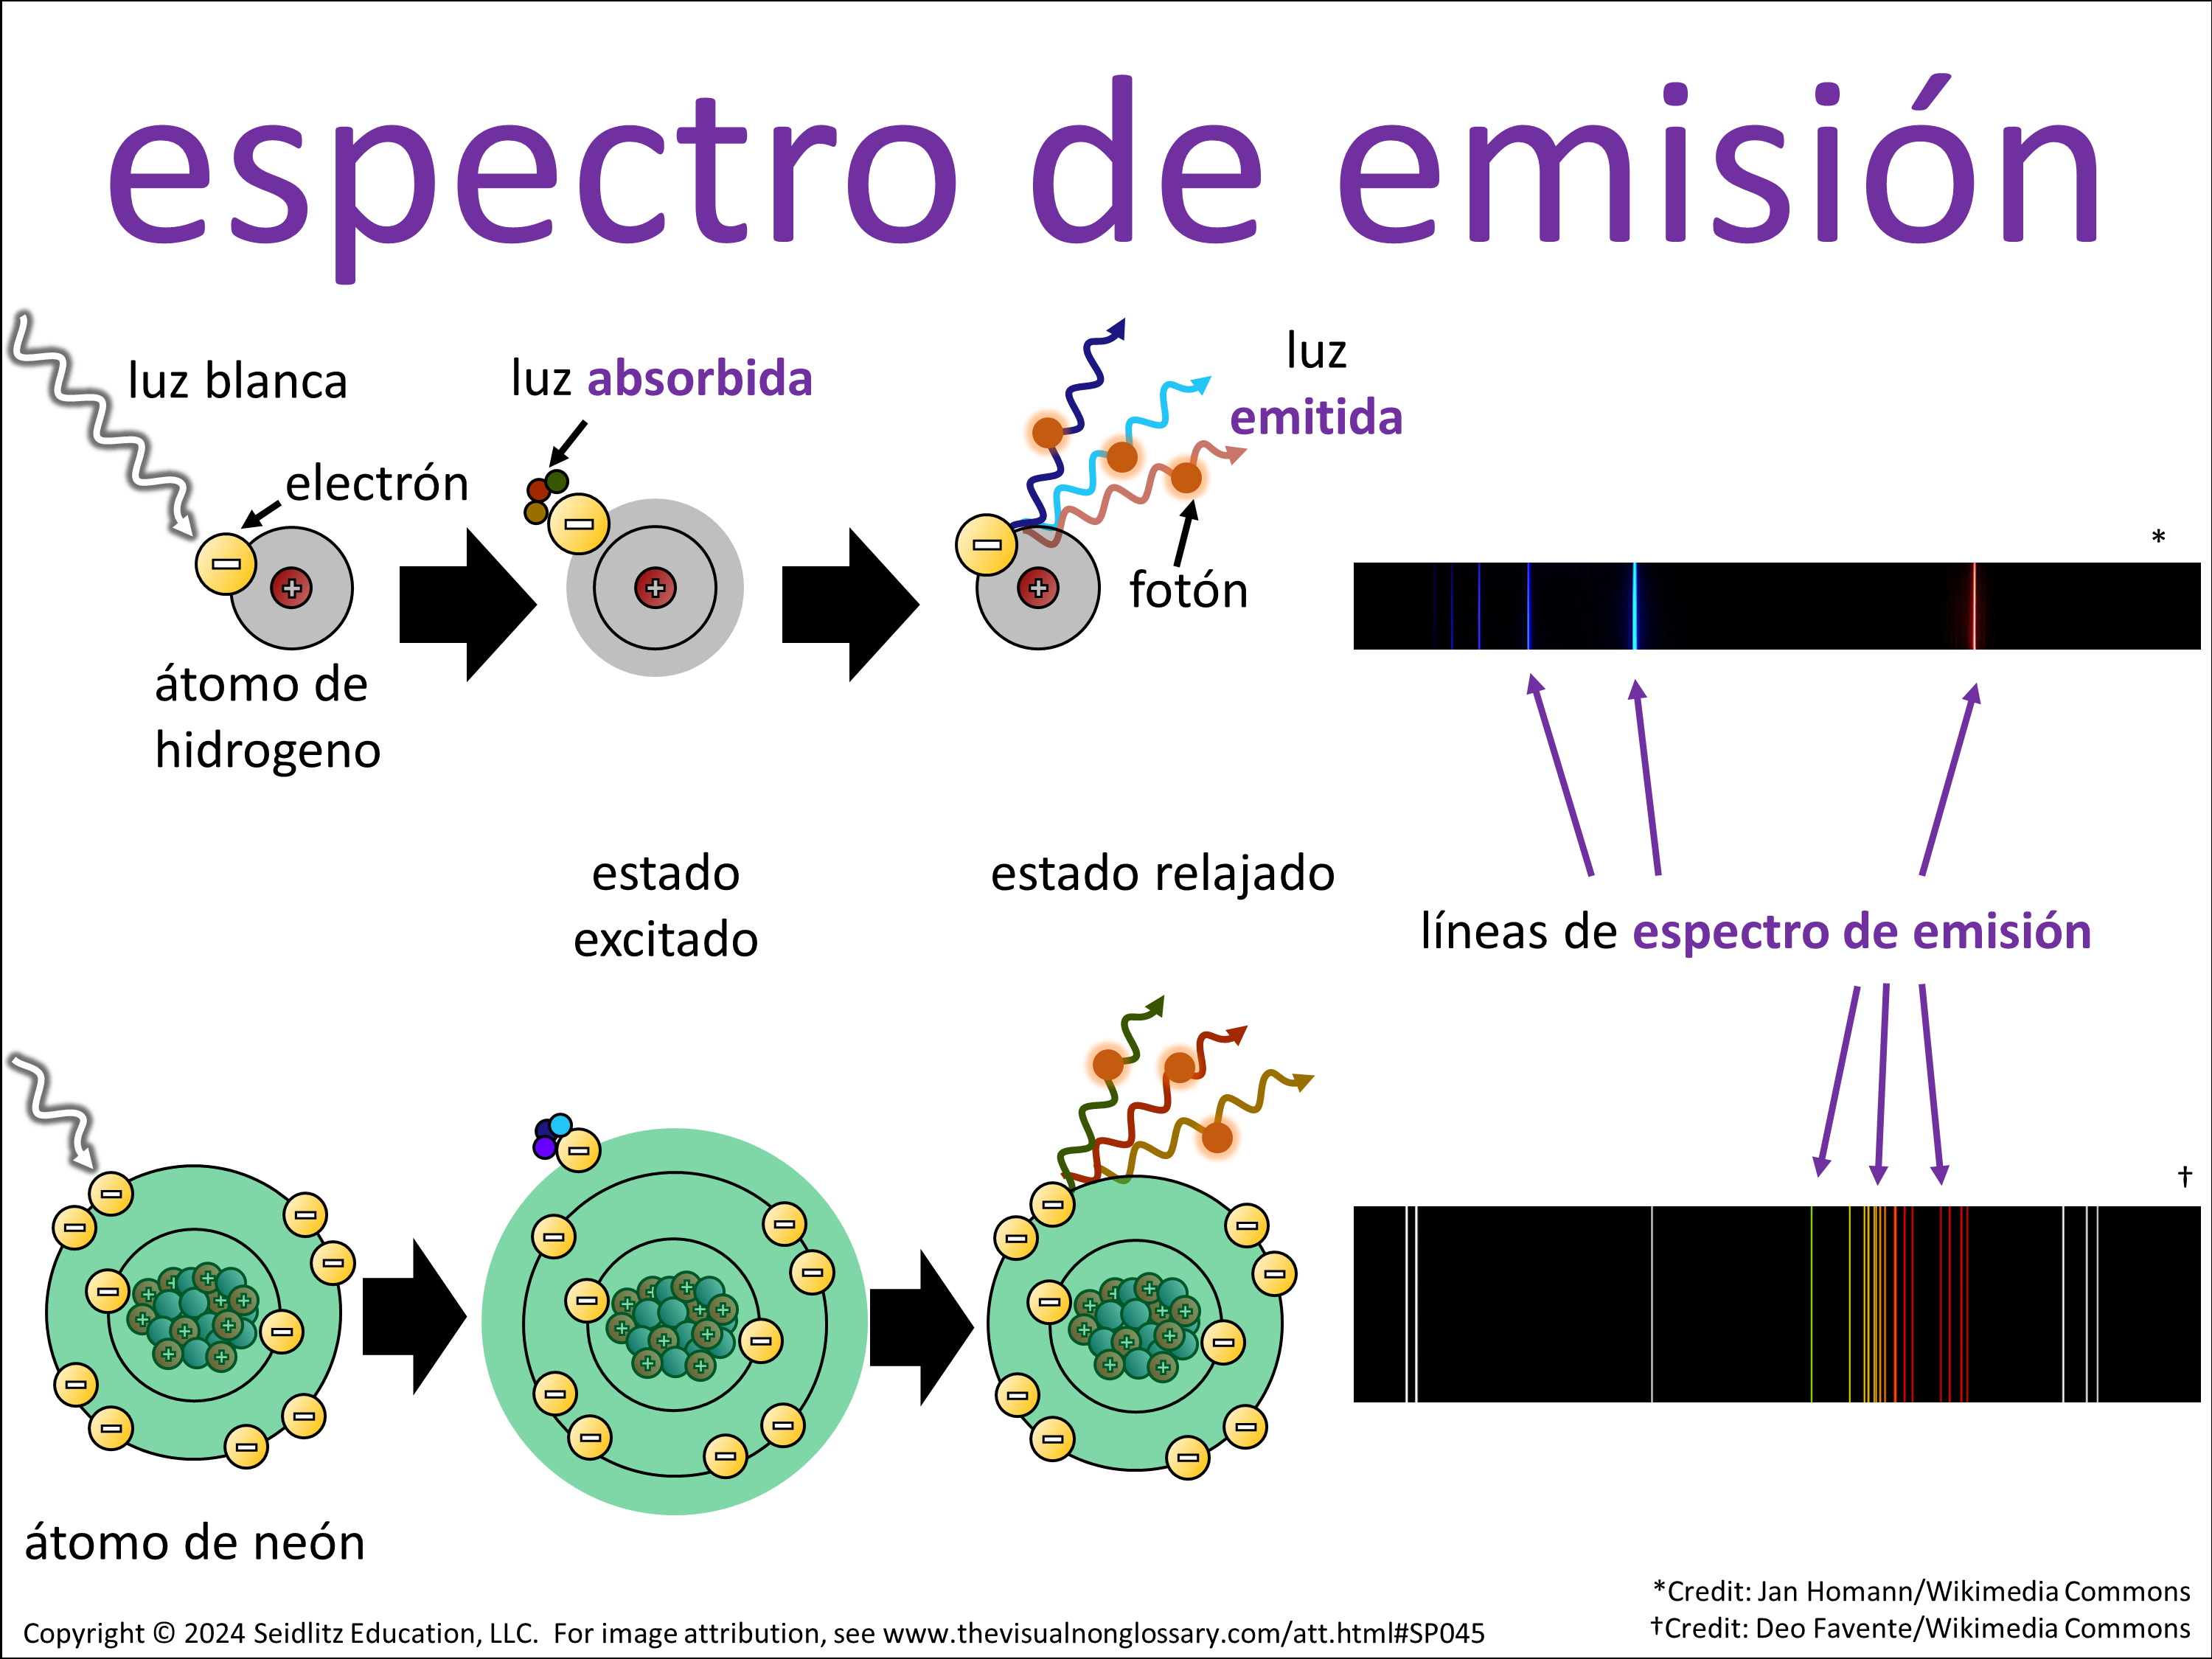 espectro de emisión
luz blanca
luz absorbida
luz
emitida
electrón
fotón
*
átomo de
hidrogeno
estado
excitado
estado relajado
líneas de espectro de emisión
†
átomo de neón
*Credit: Jan Homann/Wikimedia Commons
†Credit: Deo Favente/Wikimedia Commons
Copyright © 2024 Seidlitz Education, LLC.  For image attribution, see www.thevisualnonglossary.com/att.html#SP045